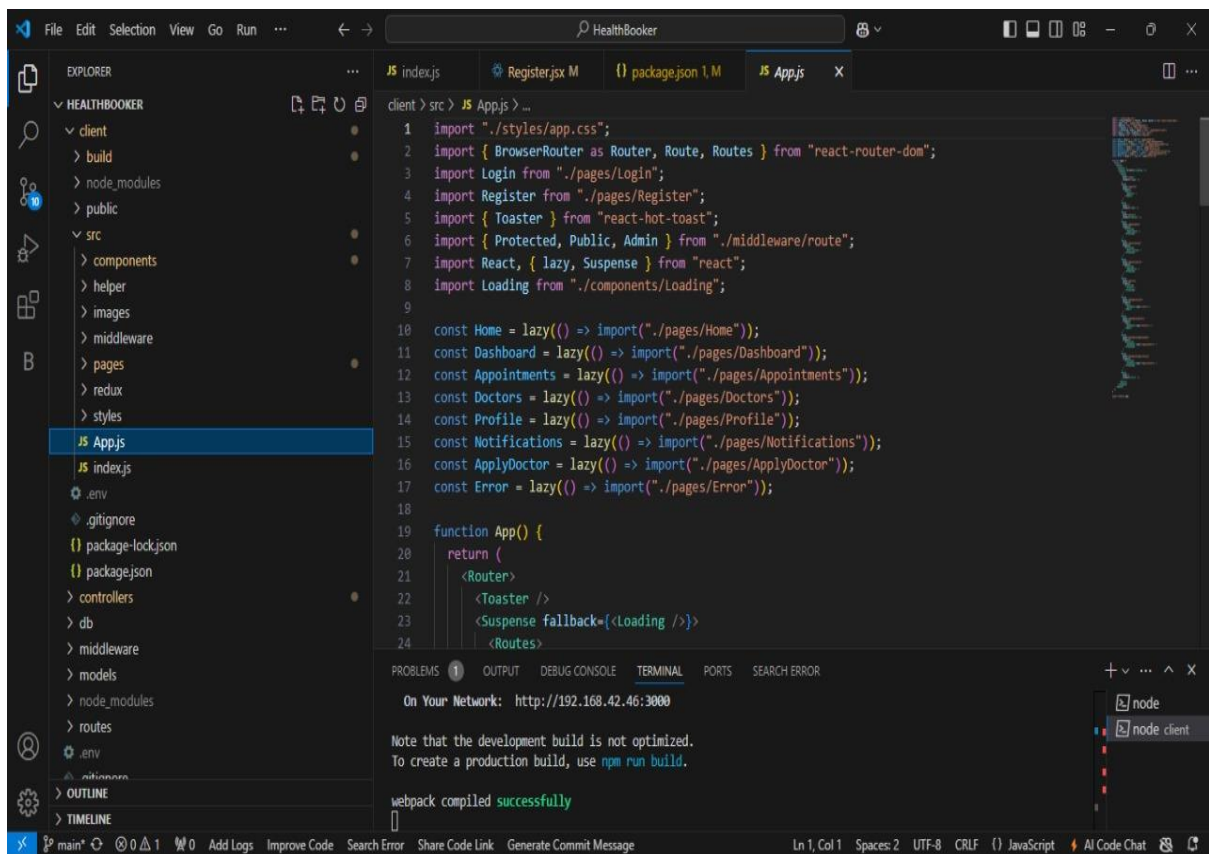 File Edit Selection View Go Run ··· HealthBooker
EXPLORER ···
HEALTHBOOKER
client
build
node_modules
public
src
components
helper
images
middleware
pages
redux
styles
JS App.js
JS index.js
.env
.gitignore
{} package-lock.json
{} package.json
controllers
db
middleware
models
node_modules
routes
.env
.gitignore
OUTLINE
TIMELINE
10
B
JS index.js Register.jsx M {} package.json 1, M JS App.js X
client > src > JS App.js > ...
1 import "./styles/app.css";
2 import { BrowserRouter as Router, Route, Routes } from "react-router-dom";
3 import Login from "./pages/Login";
4 import Register from "./pages/Register";
5 import { Toaster } from "react-hot-toast";
6 import { Protected, Public, Admin } from "./middleware/route";
7 import React, { lazy, Suspense } from "react";
8 import Loading from "./components/Loading";
9
10 const Home = lazy(() => import("./pages/Home"));
11 const Dashboard = lazy(() => import("./pages/Dashboard"));
12 const Appointments = lazy(() => import("./pages/Appointments"));
13 const Doctors = lazy(() => import("./pages/Doctors"));
14 const Profile = lazy(() => import("./pages/Profile"));
15 const Notifications = lazy(() => import("./pages/Notifications"));
16 const ApplyDoctor = lazy(() => import("./pages/ApplyDoctor"));
17 const Error = lazy(() => import("./pages/Error"));
18
19 function App() {
20 return (
21 <Router>
22 <Toaster />
23 <Suspense fallback={<Loading />}>
24 <Routes>
PROBLEMS 1 OUTPUT DEBUG CONSOLE TERMINAL PORTS SEARCH ERROR
On Your Network: http://192.168.42.46:3000
Note that the development build is not optimized.
To create a production build, use npm run build.
webpack compiled successfully
node
node client
main* 0 1 0 Add Logs Improve Code Search Error Share Code Link Generate Commit Message Ln 1, Col 1 Spaces: 2 UTF-8 CRLF {} JavaScript AI Code Chat